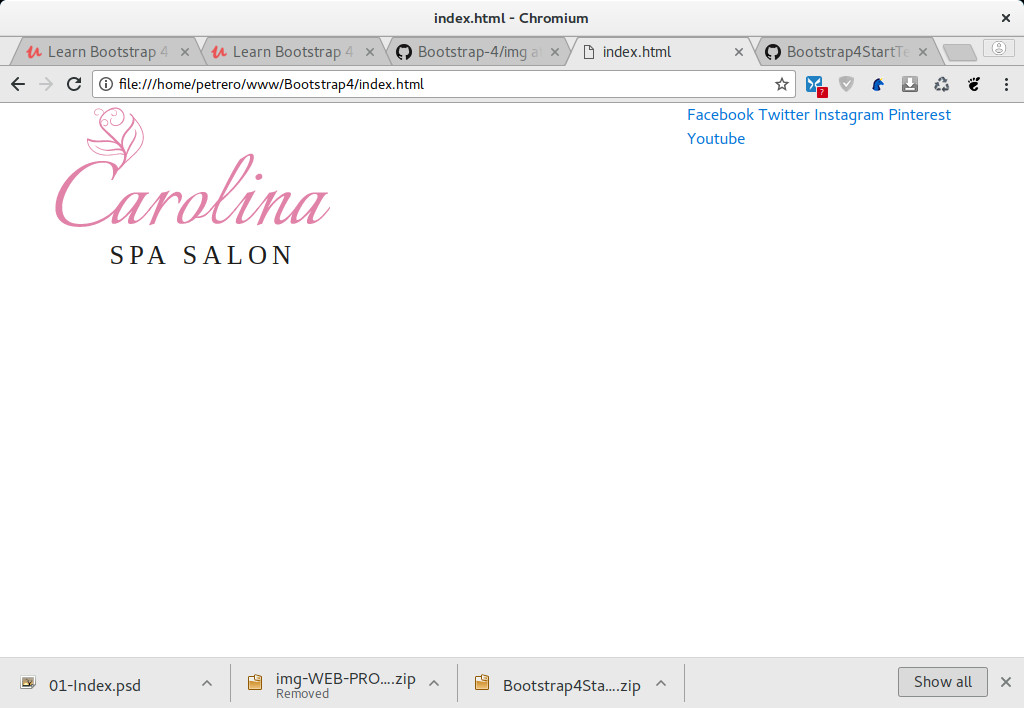 index.html - Chromium
Learn Bootstrap 4
Learn Bootstrap 4
Bootstrap-4/img a
index.html
Bootstrap4StartTe
file:///home/petrero/www/Bootstrap4/index.html
?
Facebook Twitter Instagram Pinterest
Youtube
Carolina
SPA SALON
01-Index.psd
img-WEB-PRO....zip
Removed
Bootstrap4Sta....zip
Show all